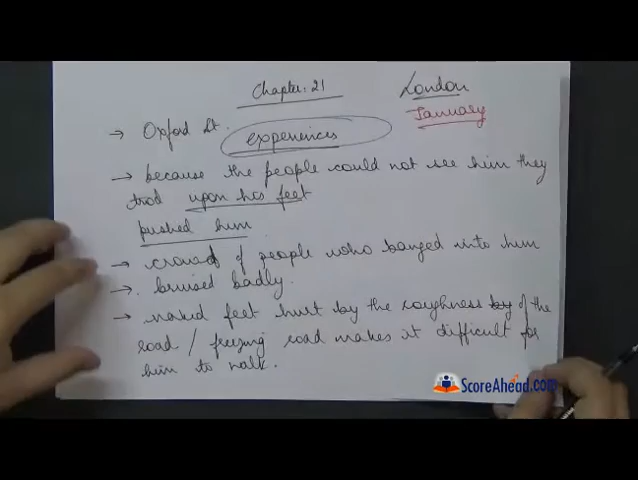 Chapter: 21
London
January
→ Oxford St.
experiences
→ because the people could not see him they
trod upon his feet
pushed him
→ crowd of people who banged into him
→ bruised badly.
→ naked feet hurt by the roughness by of the
road / freezing road makes it difficult for
him to walk.
ScoreAhead.com